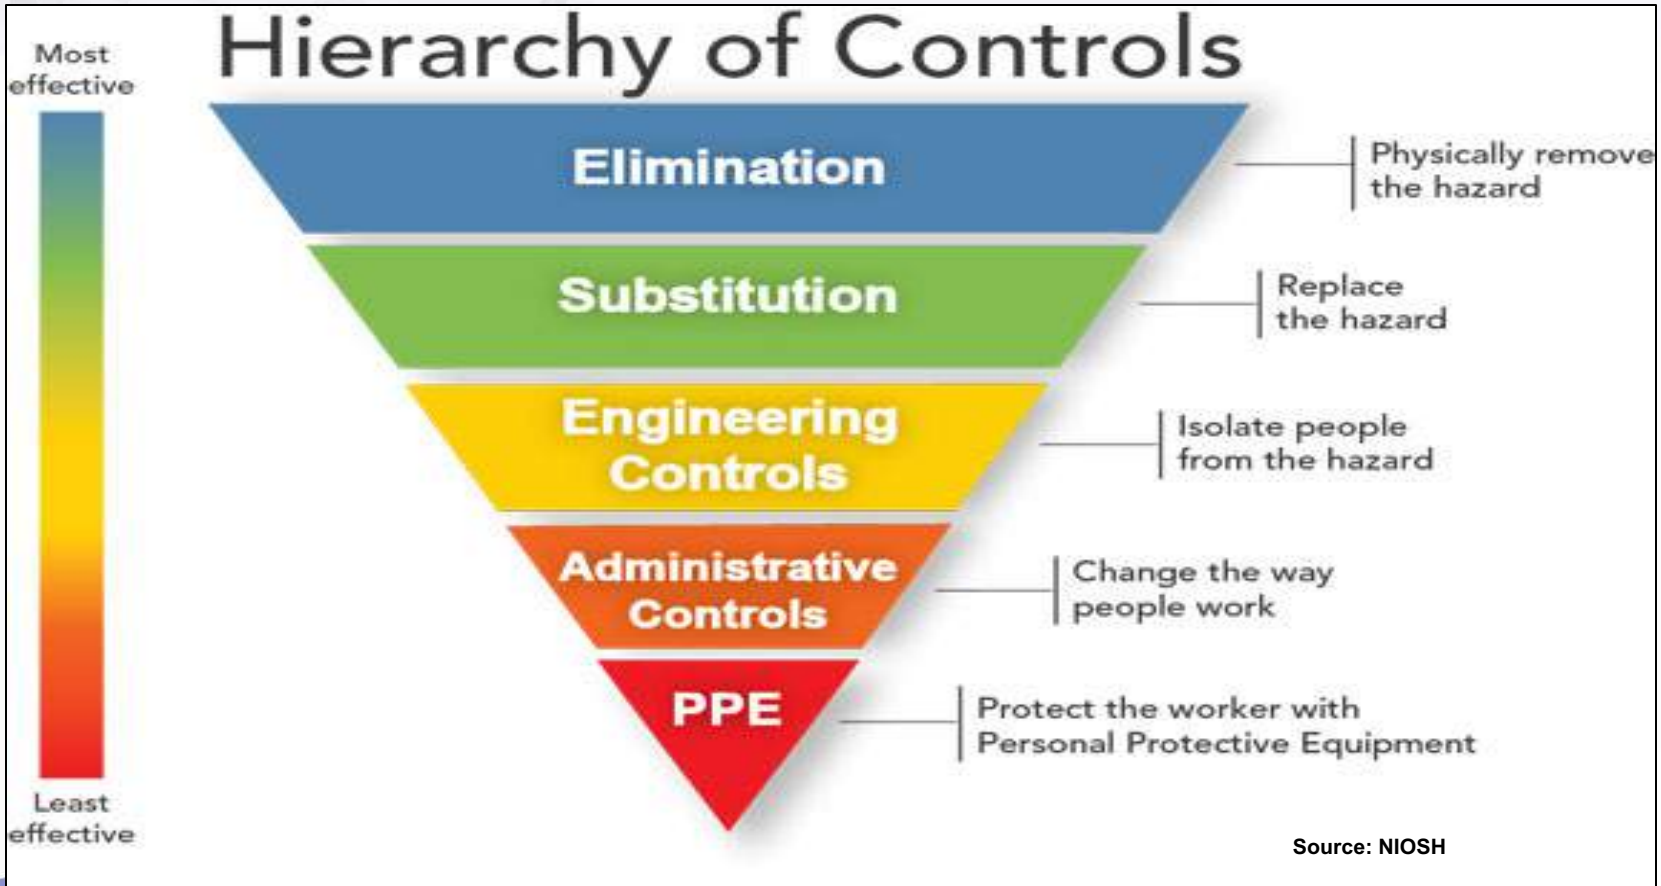 Hierarchy of Controls
Most
effective
Elimination
Physically remove
the hazard
Substitution
Replace
the hazard
Engineering
Controls
Isolate people
from the hazard
Administrative
Controls
Change the way
people work
PPE
Protect the worker with
Personal Protective Equipment
Least
effective
Source: NIOSH